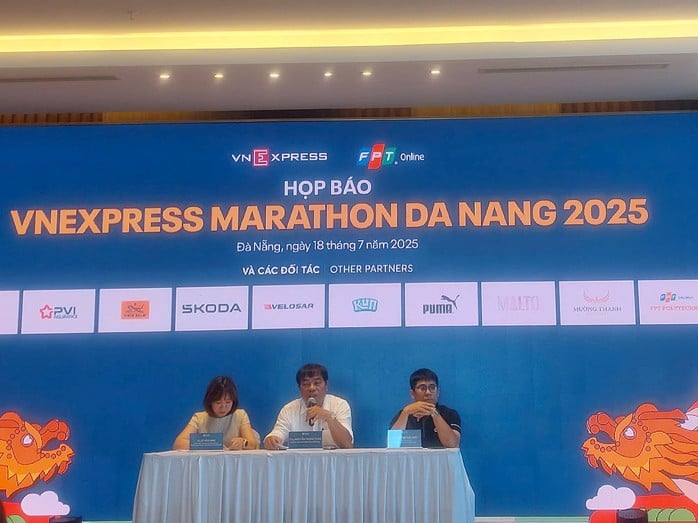 VNEXPRESS FPT Online
HỌP BÁO
VNEXPRESS MARATHON DA NANG 2025
Đà Nẵng, ngày 18 tháng 7 năm 2025
VÀ CÁC ĐỐI TÁC OTHER PARTNERS
PVI INSURANCE
SKODA
VELOSAR
KUN
PUMA
MALTO
MƯỜNG THANH
FPT POLYTECHNIC